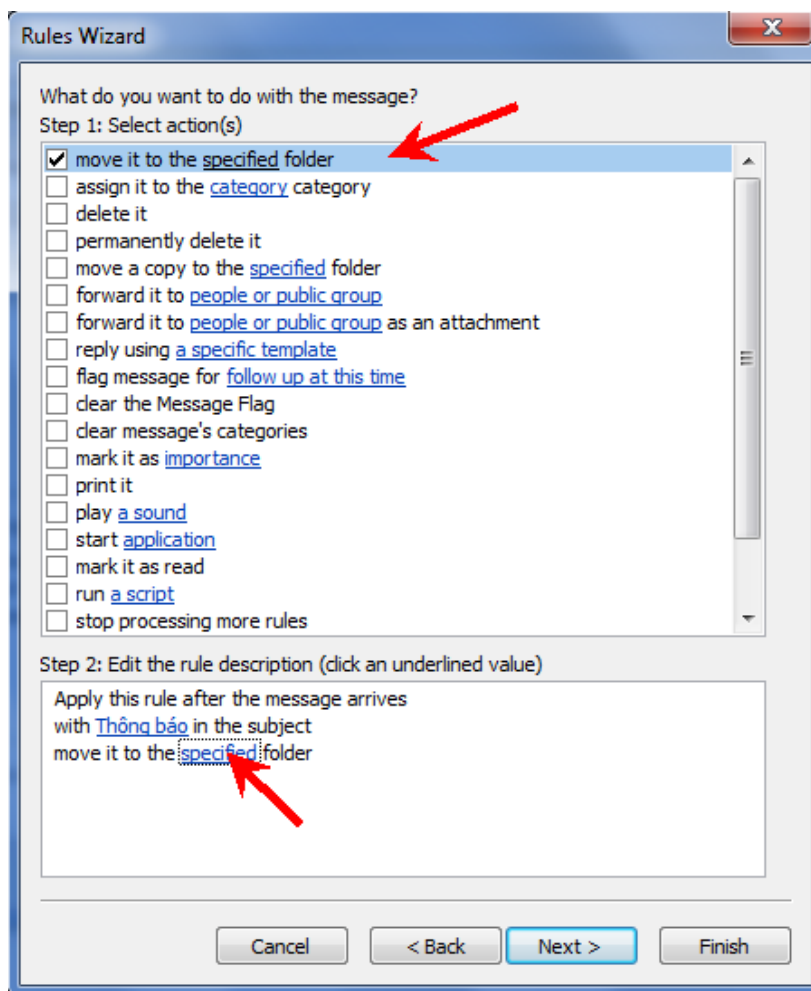 Rules Wizard
What do you want to do with the message?
Step 1: Select action(s)
move it to the specified folder
assign it to the category category
delete it
permanently delete it
move a copy to the specified folder
forward it to people or public group
forward it to people or public group as an attachment
reply using a specific template
flag message for follow up at this time
clear the Message Flag
clear message's categories
mark it as importance
print it
play a sound
start application
mark it as read
run a script
stop processing more rules
Step 2: Edit the rule description (click an underlined value)
Apply this rule after the message arrives
with Thông báo in the subject
move it to the specified folder
Cancel
< Back
Next >
Finish